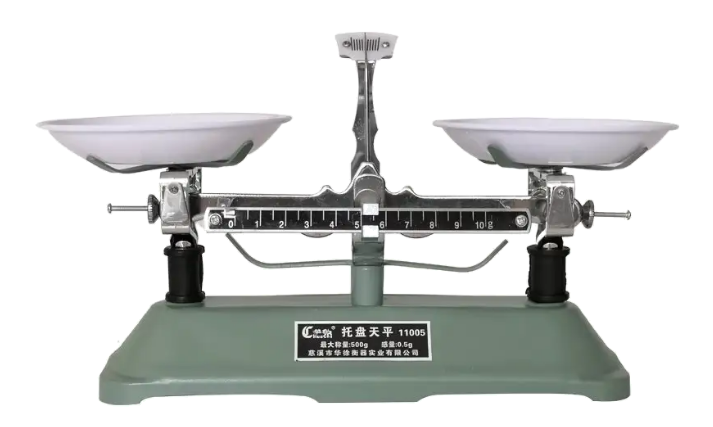 0 1 2 3 4 5 6 7 8 9 10g
托盘天平 11005
最大称量:500g 感量:0.5g
慈溪市华徐衡器实业有限公司